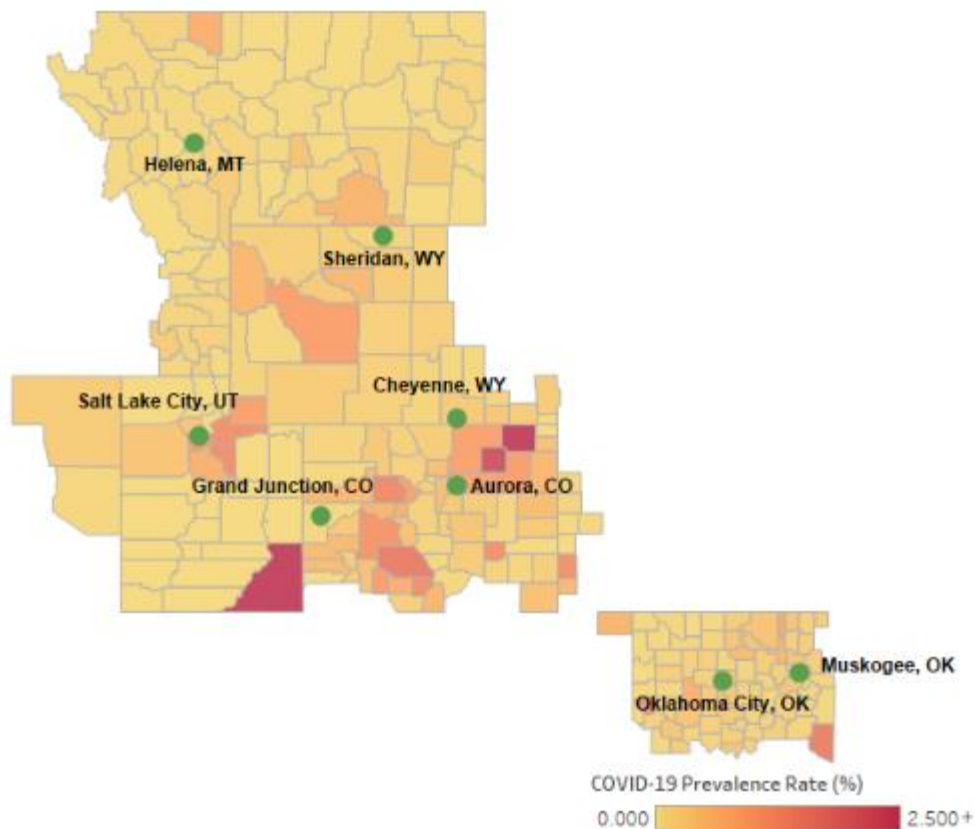 Helena, MT
Sheridan, WY
Cheyenne, WY
Salt Lake City, UT
Grand Junction, CO
Aurora, CO
Muskogee, OK
Oklahoma City, OK
COVID-19 Prevalence Rate (%)
0.000 2.500+